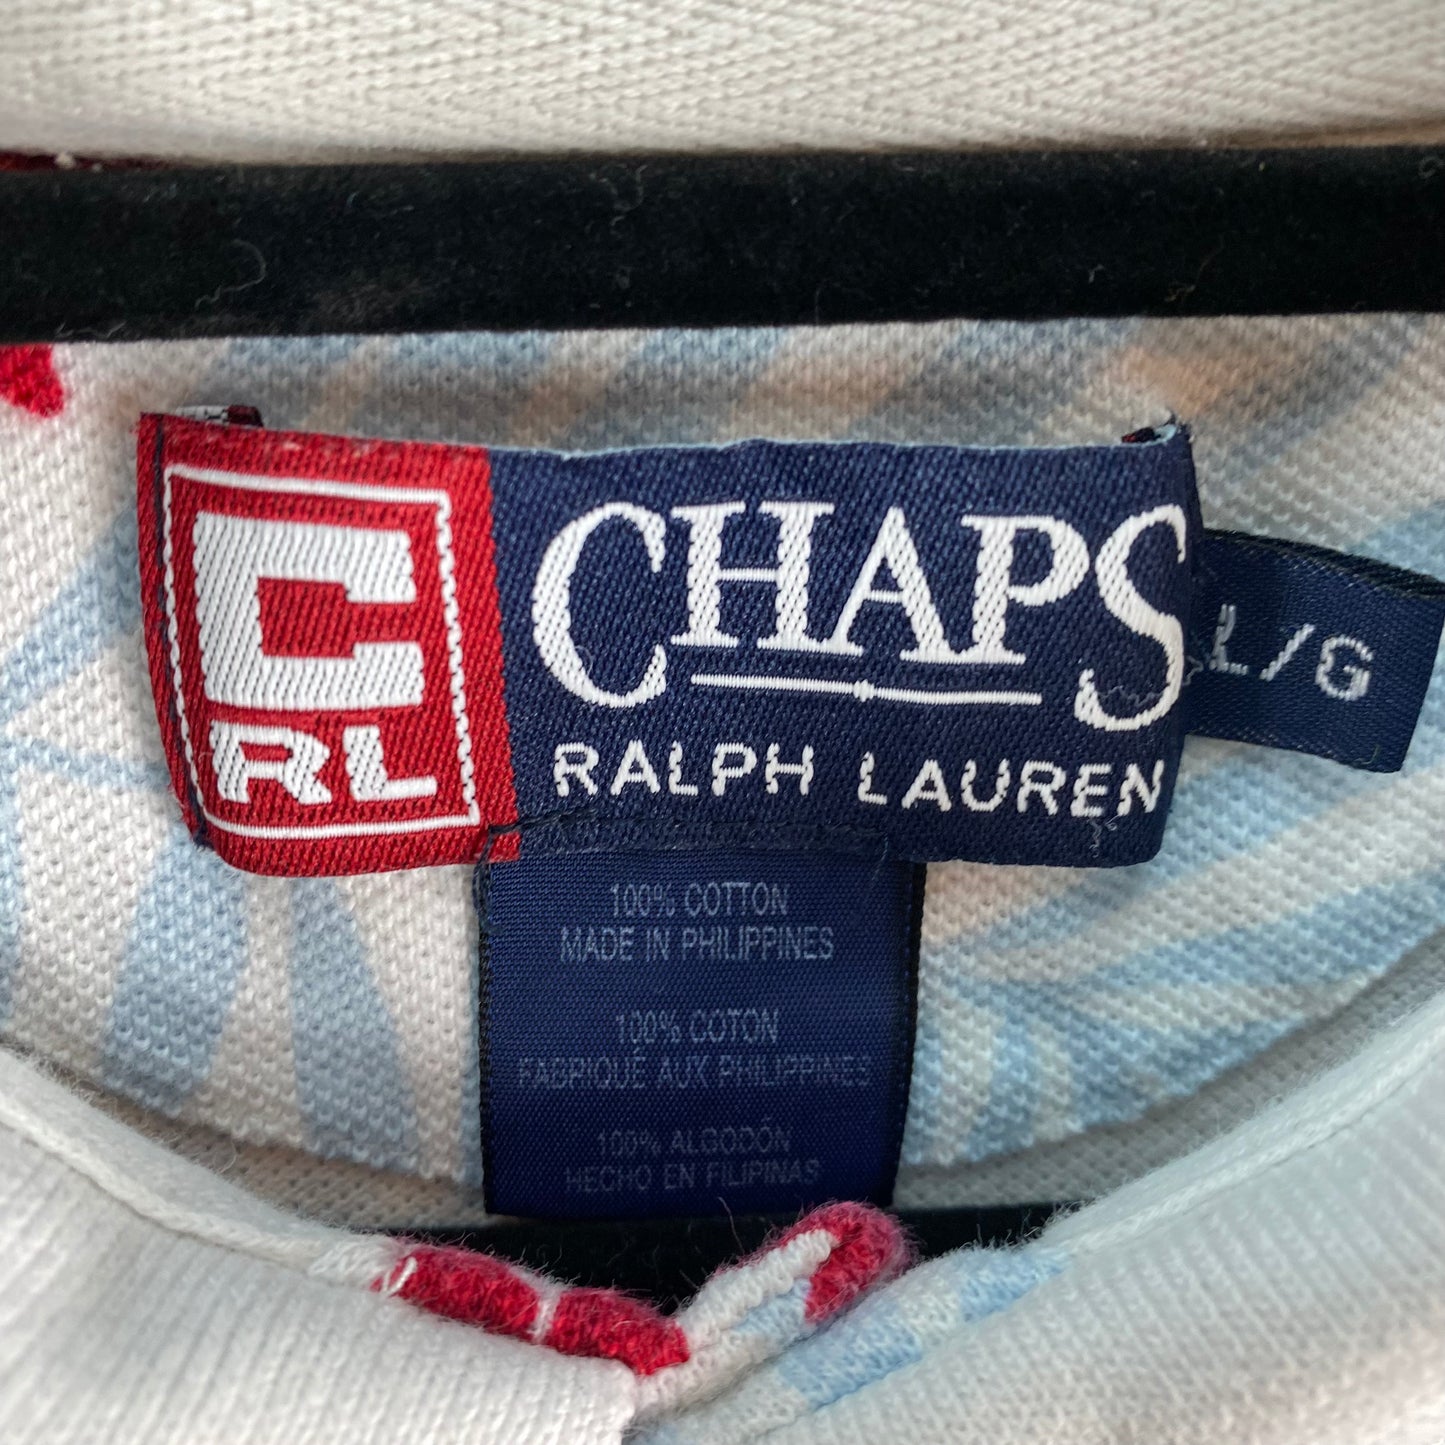 C
RL
CHAPS
RALPH LAUREN
L/G
100% COTTON
MADE IN PHILIPPINES
100% COTON
FABRIQUÉ AUX PHILIPPINES
100% ALGODÓN
HECHO EN FILIPINAS